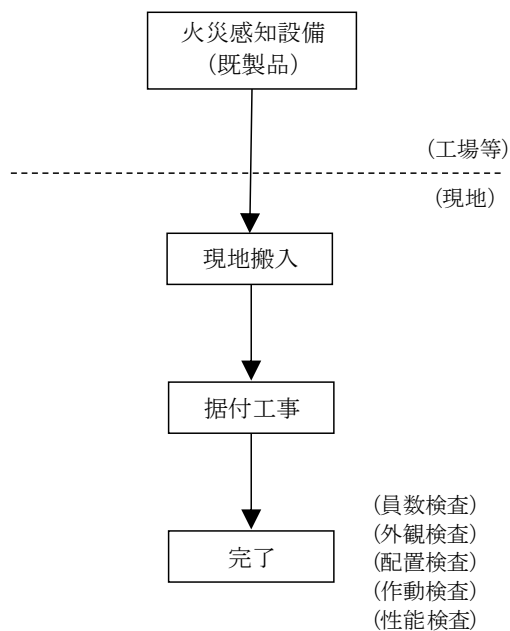 火災感知設備
(既製品)
(工場等)
(現地)
現地搬入
据付工事
完了
(員数検査)
(外観検査)
(配置検査)
(作動検査)
(性能検査)